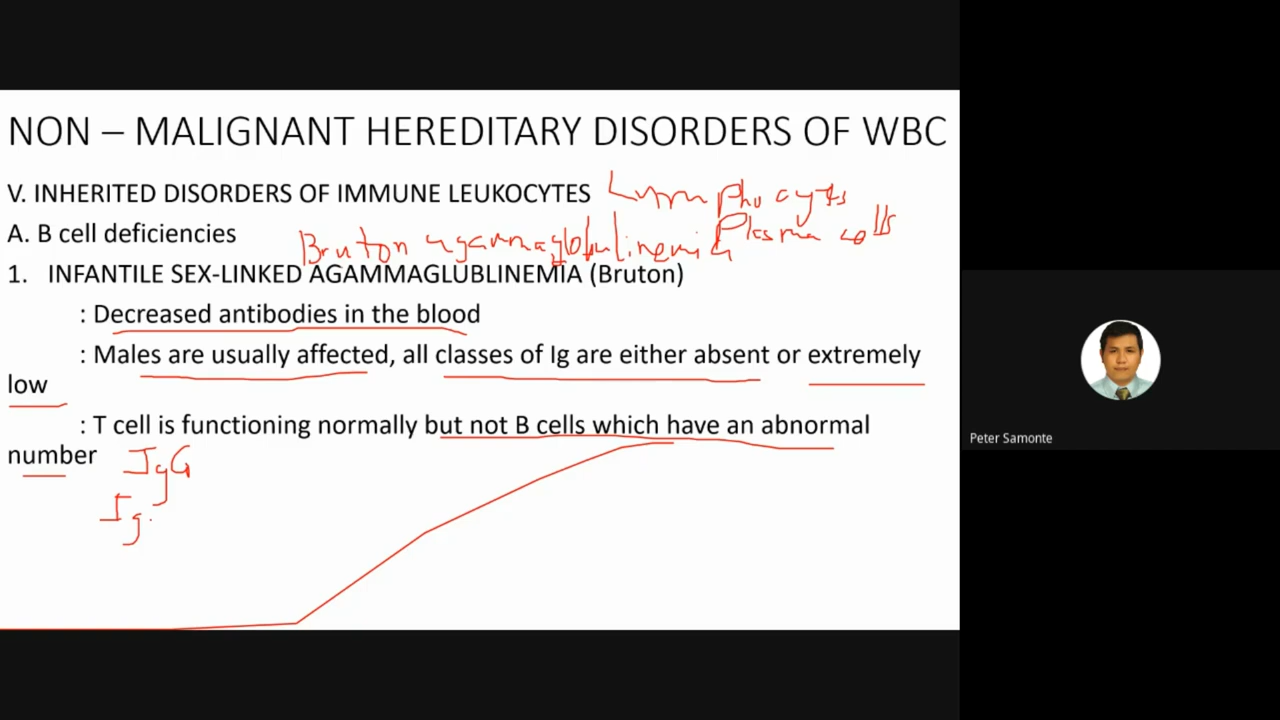 NON – MALIGNANT HEREDITARY DISORDERS OF WBC
V. INHERITED DISORDERS OF IMMUNE LEUKOCYTES Lymphocyts
A. B cell deficiencies Bruton agammaglobulinemia Plasma cells
1. INFANTILE SEX-LINKED AGAMMAGLUBLINEMIA (Bruton)
: Decreased antibodies in the blood
: Males are usually affected, all classes of Ig are either absent or extremely
low
: T cell is functioning normally but not B cells which have an abnormal
number IgG
Ig.
Peter Samonte